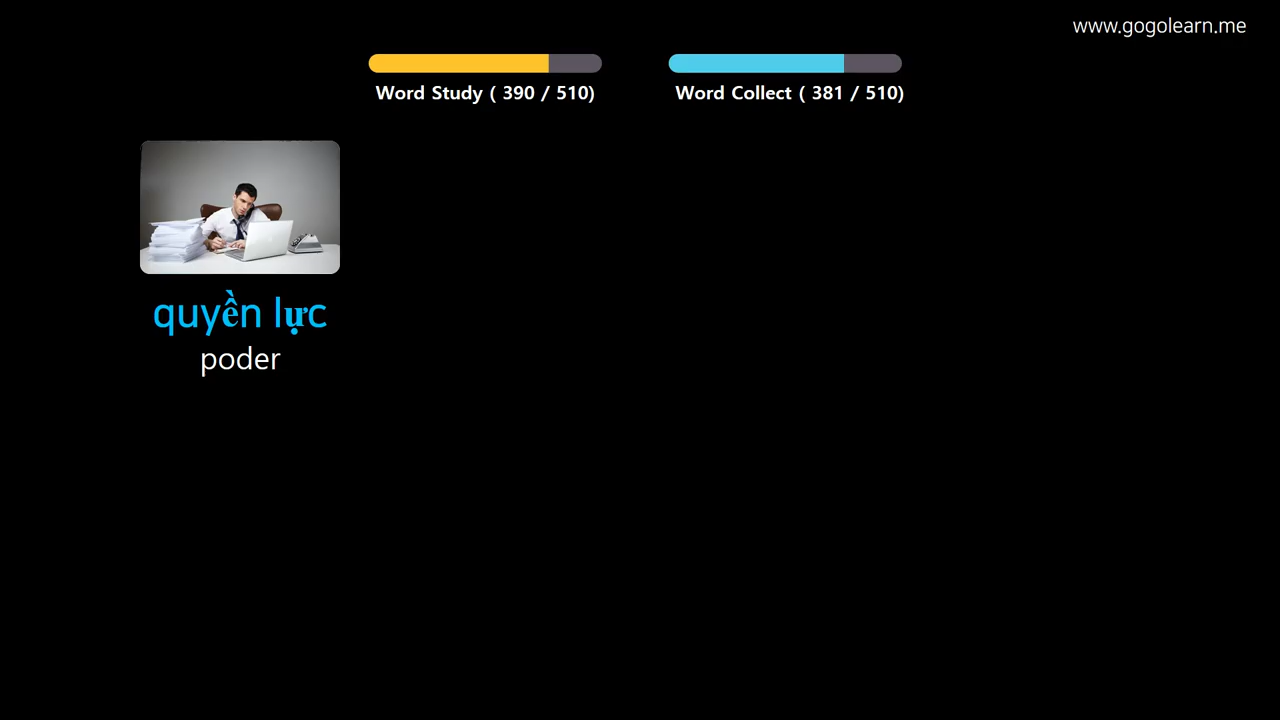 www.gogolearn.me
Word Study ( 390 / 510)
Word Collect ( 381 / 510)
quyền lực
poder